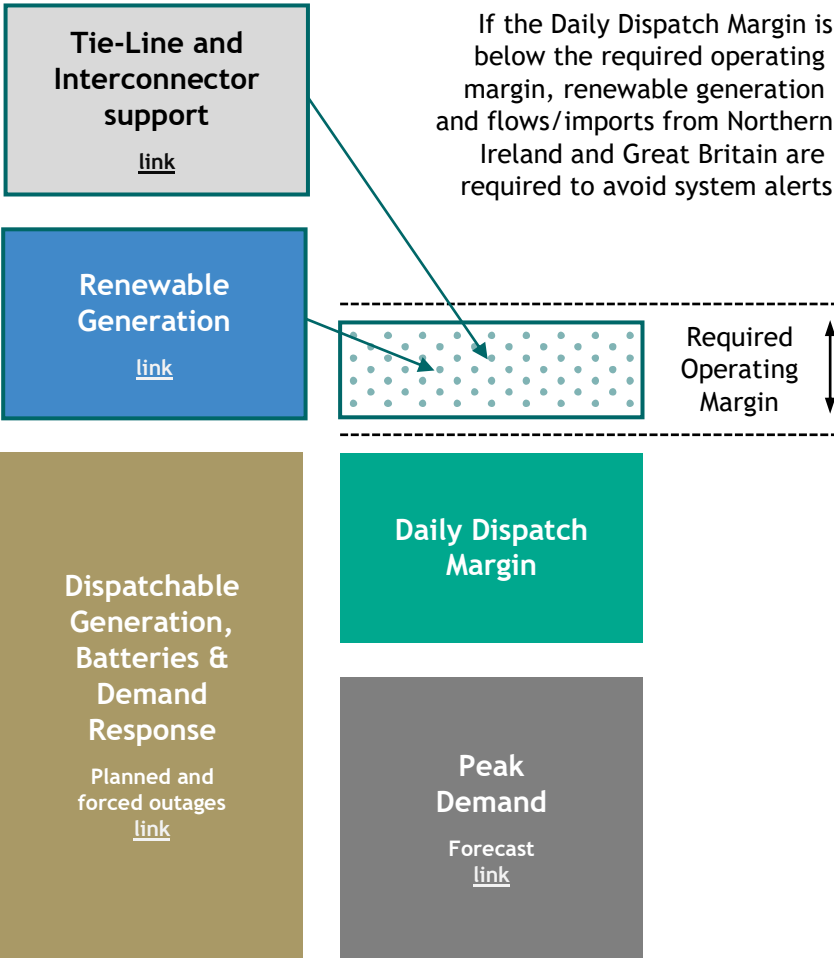 Tie-Line and
Interconnector
support
link
If the Daily Dispatch Margin is
below the required operating
margin, renewable generation
and flows/imports from Northern
Ireland and Great Britain are
required to avoid system alerts
Renewable
Generation
link
Required
Operating
Margin
Daily Dispatch
Margin
Dispatchable
Generation,
Batteries &
Demand
Response
Planned and
forced outages
link
Peak
Demand
Forecast
link